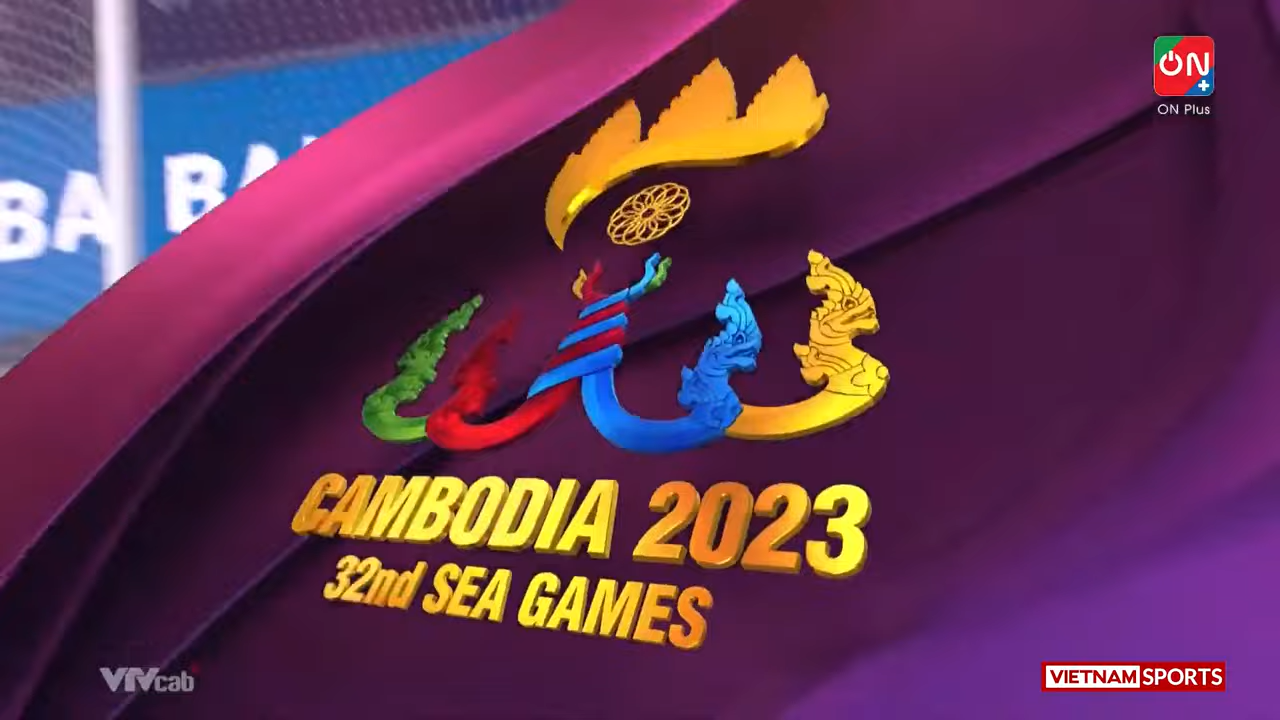 ON
ON Plus
BA BA
CAMBODIA 2023
32nd SEA GAMES
VTVcab
VIETNAM SPORTS